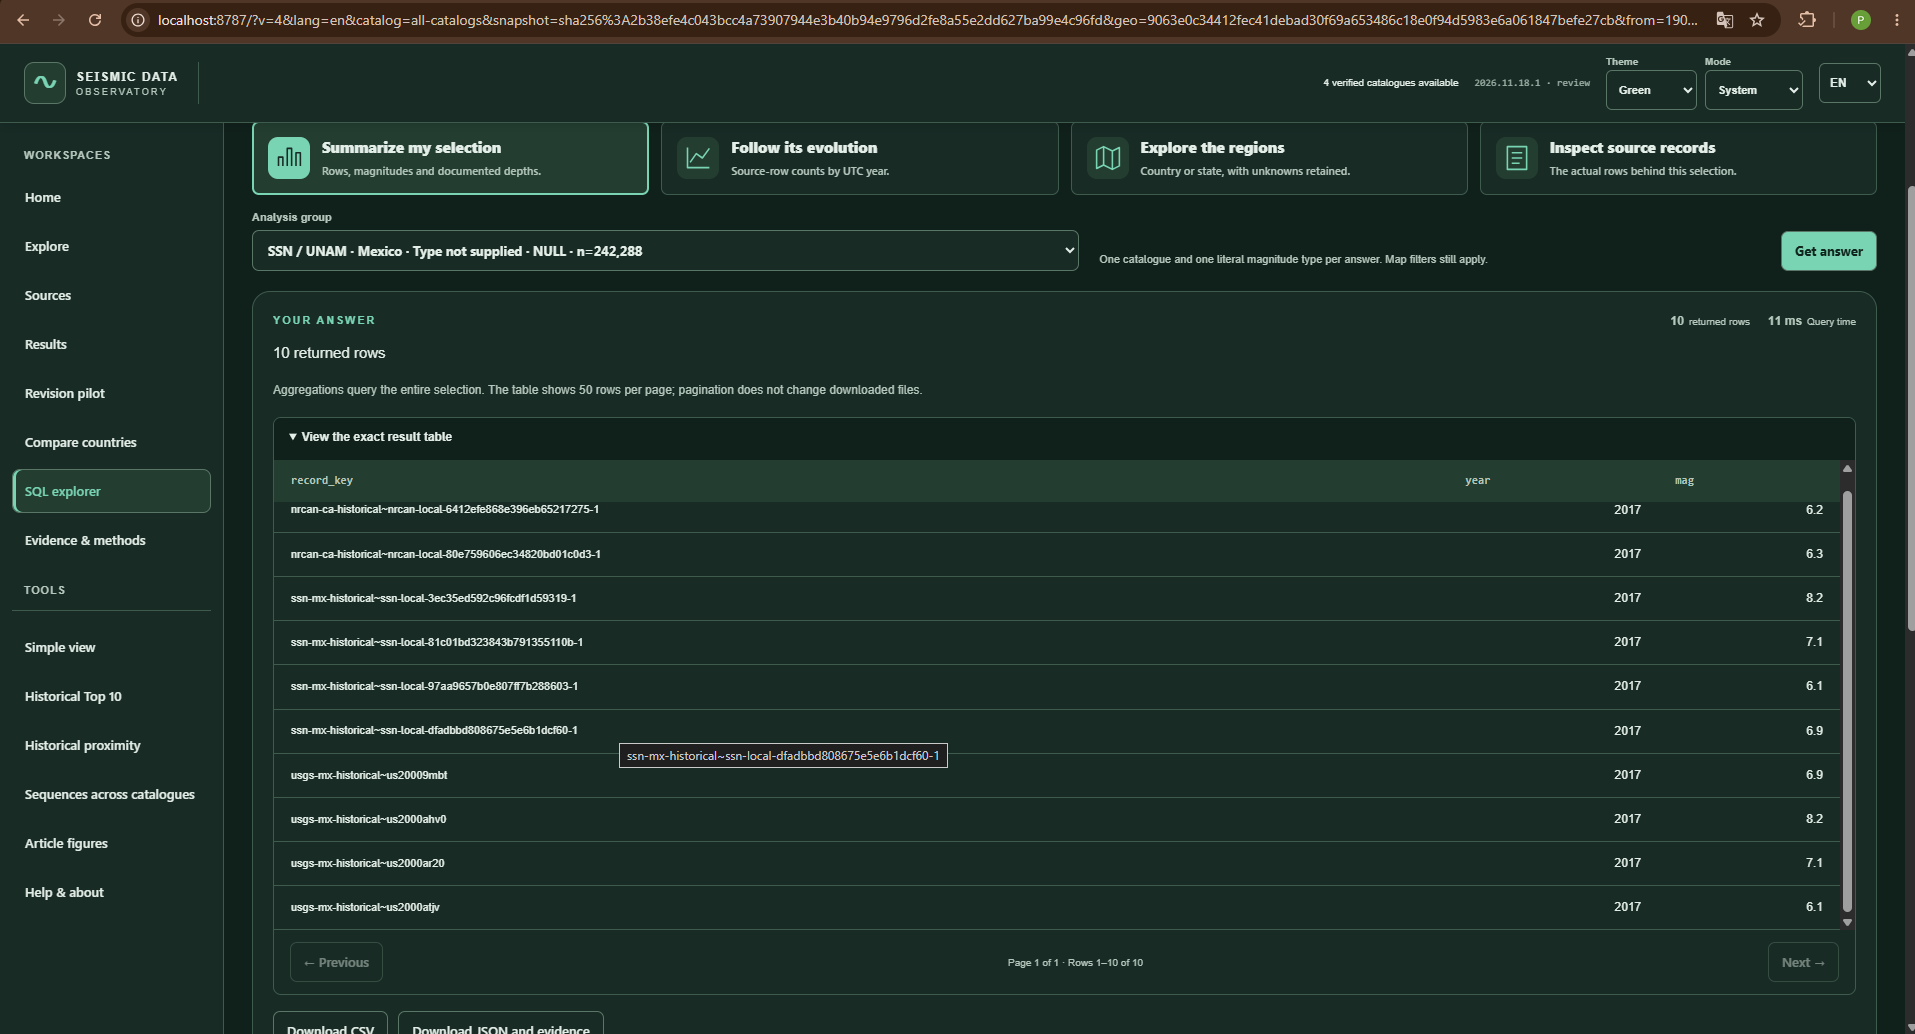 localhost:8787/?v=4&lang=en&catalog=all-catalogs&snapshot=sha256%3A2b38efe4c043bcc4a73907944e3b40b94e9796d2fe8a55e2dd627ba99e4c96fd&geo=9063e0c34412fec41debad30f69a653486c18e0f94d5983e6a061847befe27cb&from=190...
P
SEISMIC DATA
OBSERVATORY
4 verified catalogues available
2026.11.18.1 · review
Theme
Green
Mode
System
EN
WORKSPACES
Home
Explore
Sources
Results
Revision pilot
Compare countries
SQL explorer
Evidence & methods
TOOLS
Simple view
Historical Top 10
Historical proximity
Sequences across catalogues
Article figures
Help & about
Summarize my selection
Rows, magnitudes and documented depths.
Follow its evolution
Source-row counts by UTC year.
Explore the regions
Country or state, with unknowns retained.
Inspect source records
The actual rows behind this selection.
Analysis group
SSN / UNAM · Mexico · Type not supplied · NULL · n=242,288
One catalogue and one literal magnitude type per answer. Map filters still apply.
Get answer
YOUR ANSWER
10 returned rows 11 ms Query time
10 returned rows
Aggregations query the entire selection. The table shows 50 rows per page; pagination does not change downloaded files.
▼ View the exact result table
record_key year mag
nrcan-ca-historical~nrcan-local-6412efe868e396eb65217275-1 2017 6.2
nrcan-ca-historical~nrcan-local-80e759606ec34820bd01c0d3-1 2017 6.3
ssn-mx-historical~ssn-local-3ec35ed592c96fcdf1d59319-1 2017 8.2
ssn-mx-historical~ssn-local-81c01bd323843b791355110b-1 2017 7.1
ssn-mx-historical~ssn-local-97aa9657b0e807ff7b288603-1 2017 6.1
ssn-mx-historical~ssn-local-dfadbbd808675e5e6b1dcf60-1 2017 6.9
ssn-mx-historical~ssn-local-dfadbbd808675e5e6b1dcf60-1
usgs-mx-historical~us20009mbt 2017 6.9
usgs-mx-historical~us2000ahv0 2017 8.2
usgs-mx-historical~us2000ar20 2017 7.1
usgs-mx-historical~us2000atjv 2017 6.1
← Previous
Page 1 of 1 · Rows 1–10 of 10
Next →
Download CSV
Download JSON and evidence